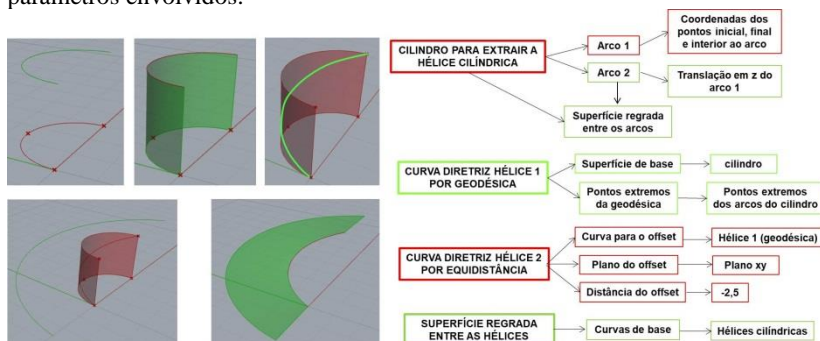 parâmetros envolvidos.
CILINDRO PARA EXTRAIR A
HÉLICE CILÍNDRICA
Arco 1
Coordenadas dos
pontos inicial, final
e interior ao arco
Arco 2
Translação em z do
arco 1
Superfície regrada
entre os arcos
CURVA DIRETRIZ HÉLICE 1
POR GEODÉSICA
Superfície de base
cilindro
Pontos extremos
da geodésica
Pontos extremos
dos arcos do cilindro
CURVA DIRETRIZ HÉLICE 2
POR EQUIDISTÂNCIA
Curva para o offset
Hélice 1 (geodésica)
Plano do offset
Plano xy
Distância do offset
-2,5
SUPERFÍCIE REGRADA
ENTRE AS HÉLICES
Curvas de base
Hélices cilíndricas